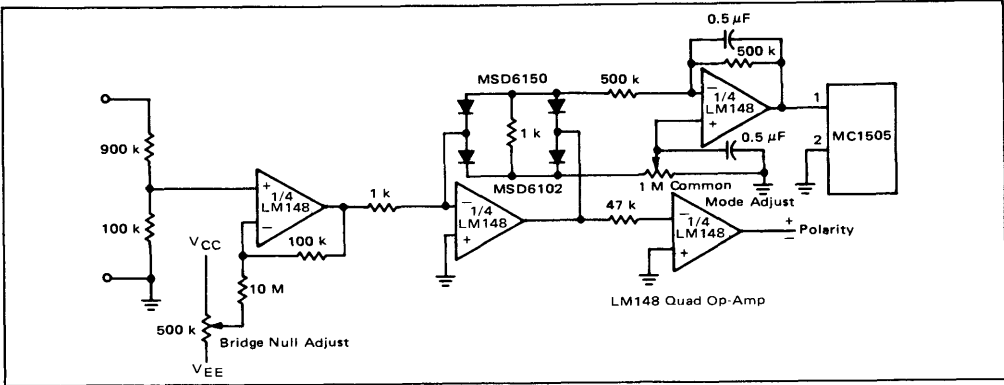 0.5 µF
500 k
MSD6150
500 k
1/4
LM148
1
MC1505
2
900 k
1 k
0.5 µF
MSD6102
1 M Common
Mode Adjust
1/4
LM148
1 k
1/4
LM148
47 k
1/4
LM148
+
−
Polarity
100 k
VCC
100 k
10 M
LM148 Quad Op-Amp
500 k
Bridge Null Adjust
VEE